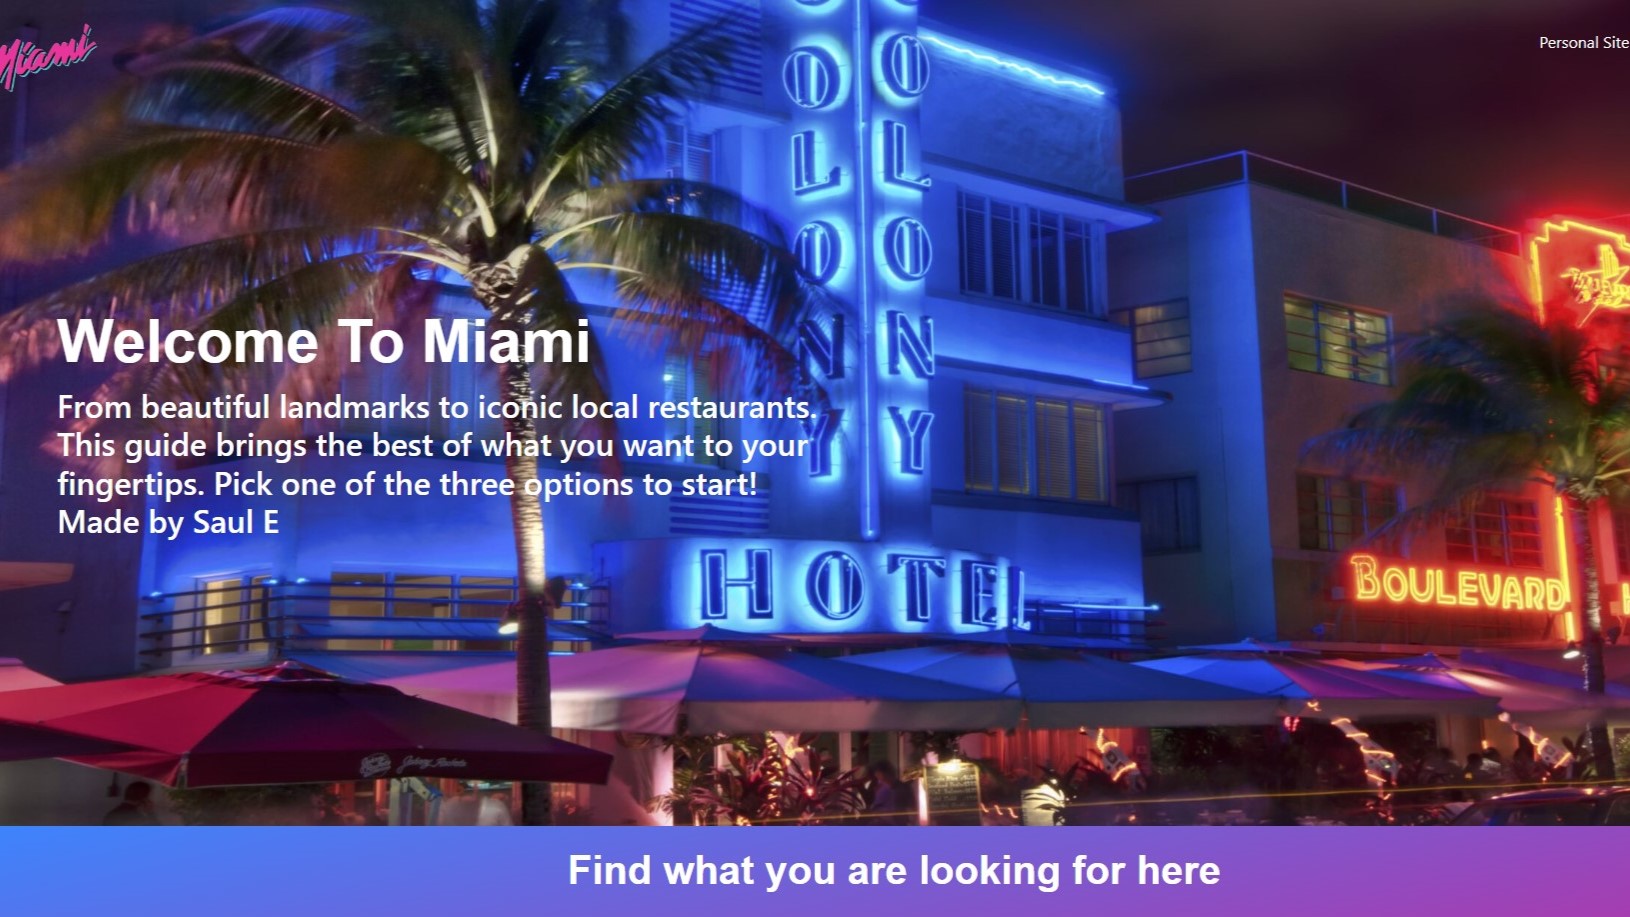 Miami
Personal Site
COLONY
COLONY
Welcome To Miami
From beautiful landmarks to iconic local restaurants.
This guide brings the best of what you want to your
fingertips. Pick one of the three options to start!
Made by Saul E
HOTEL
BOULEVARD
Johnny Rockets
Find what you are looking for here